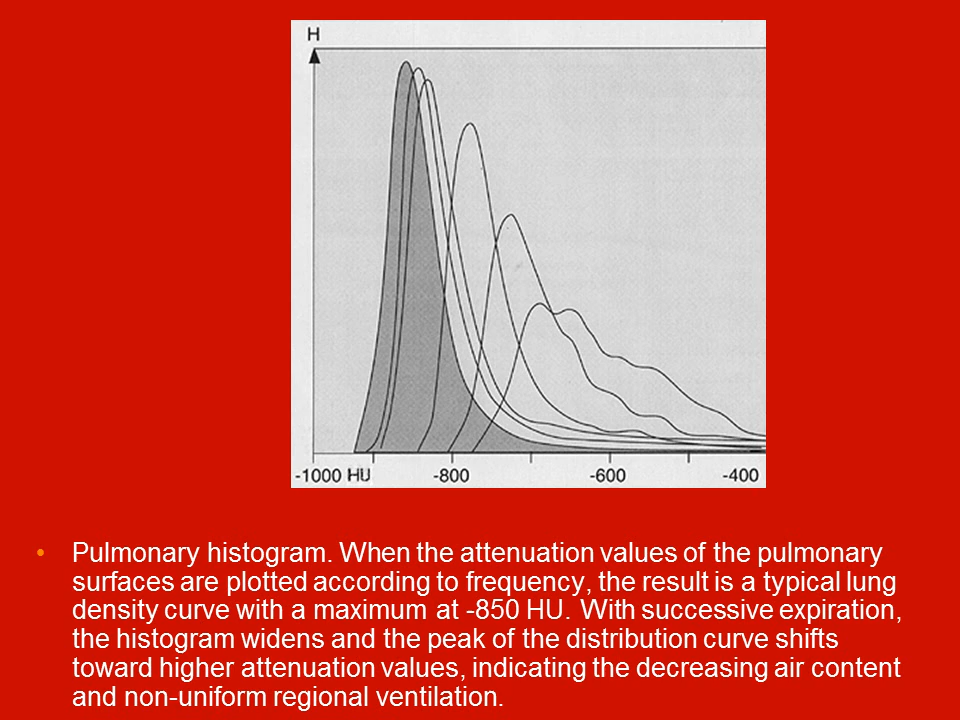 H
-1000 HU -800 -600 -400
• Pulmonary histogram. When the attenuation values of the pulmonary
surfaces are plotted according to frequency, the result is a typical lung
density curve with a maximum at -850 HU. With successive expiration,
the histogram widens and the peak of the distribution curve shifts
toward higher attenuation values, indicating the decreasing air content
and non-uniform regional ventilation.